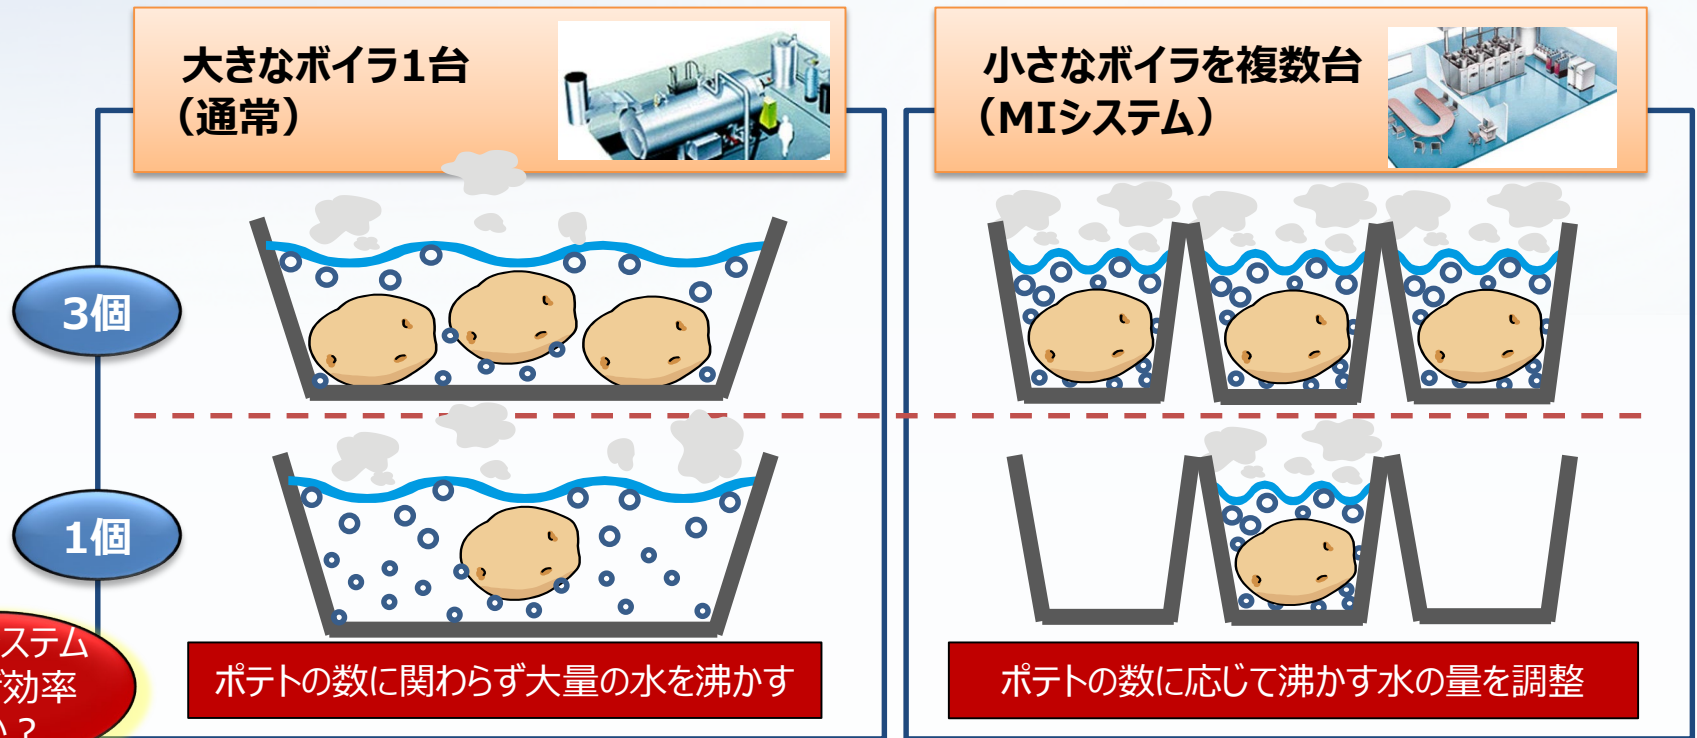 大きなボイラ1台
（通常）
小さなボイラを複数台
（MIシステム）
3個
1個
ステム
効率
？
ポテトの数に関わらず大量の水を沸かす
ポテトの数に応じて沸かす水の量を調整